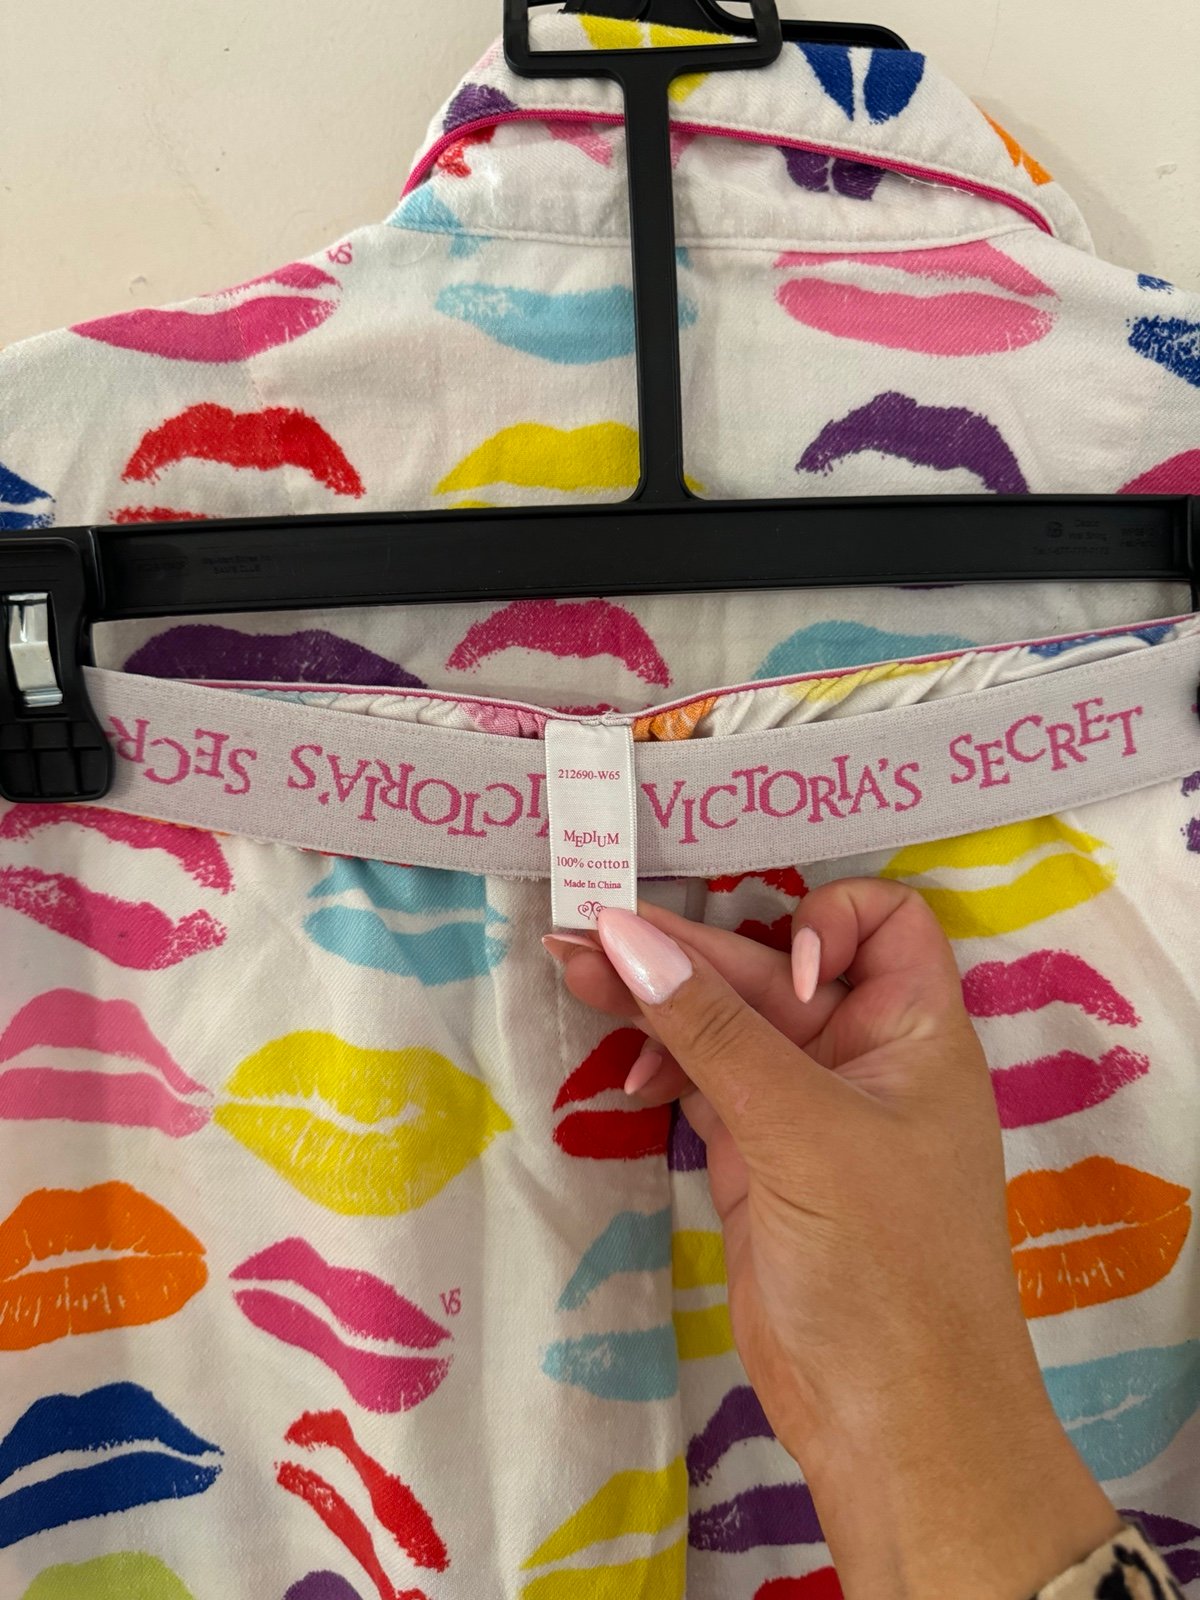 VS
VICTORIA'S SECRET
VICTORIA'S SECRET
212690-W65
MEDIUM
100% cotton
Made In China
VS